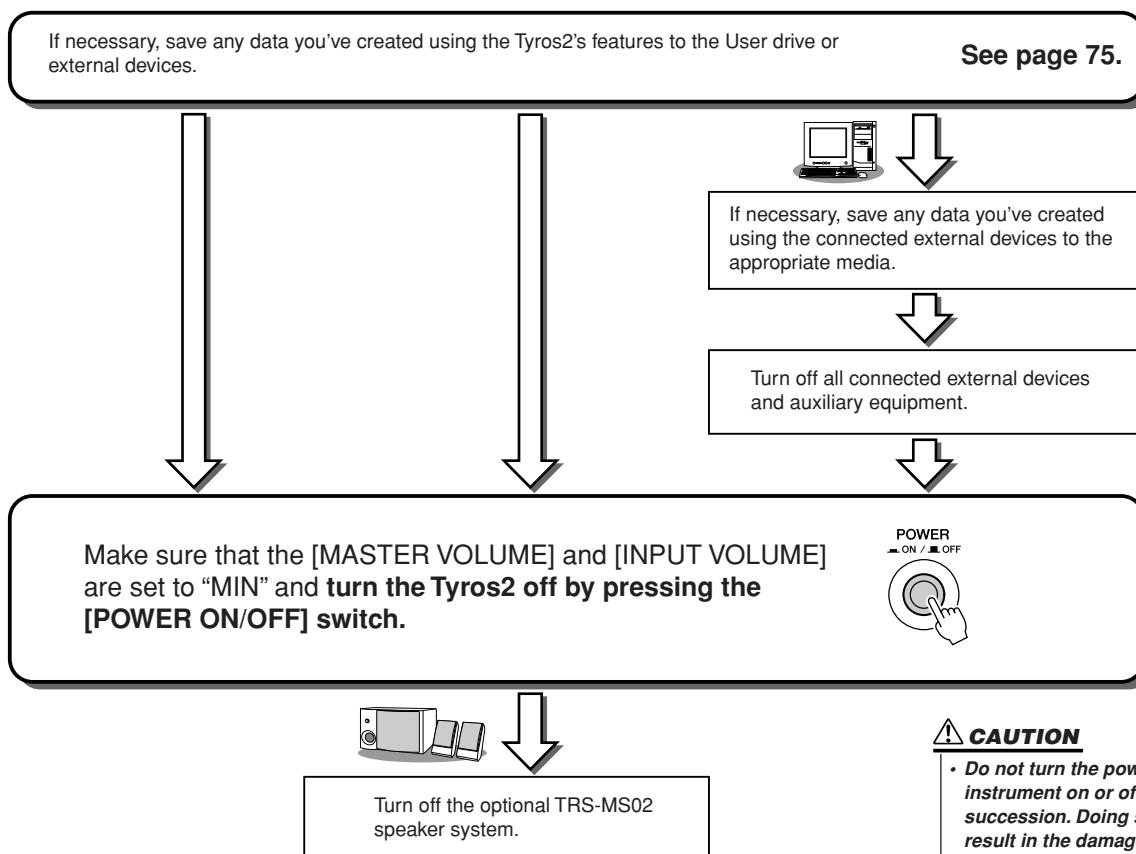 If necessary, save any data you've created using the Tyros2's features to the User drive or
external devices.
See page 75.
If necessary, save any data you've created
using the connected external devices to the
appropriate media.
Turn off all connected external devices
and auxiliary equipment.
Make sure that the [MASTER VOLUME] and [INPUT VOLUME]
are set to “MIN” and turn the Tyros2 off by pressing the
[POWER ON/OFF] switch.
POWER
ON / OFF
Turn off the optional TRS-MS02
speaker system.
CAUTION
• Do not turn the
instrument on or
succession. Doing
result in the